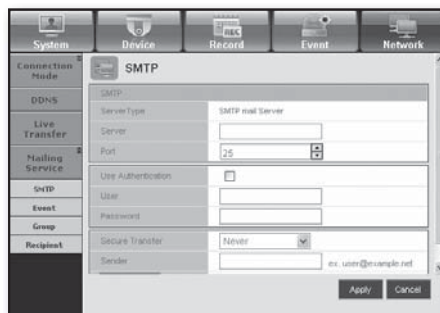 System Device Record Event Network
REC
Connection Mode
DDNS
Live Transfer
Mailing Service
SMTP
Event
Group
Recipient
SMTP
SMTP
ServerType SMTP mail Server
Server
Port 25
Use Authentication
User
Password
Secure Transfer Never
Sender ex. user@example.net
Apply Cancel